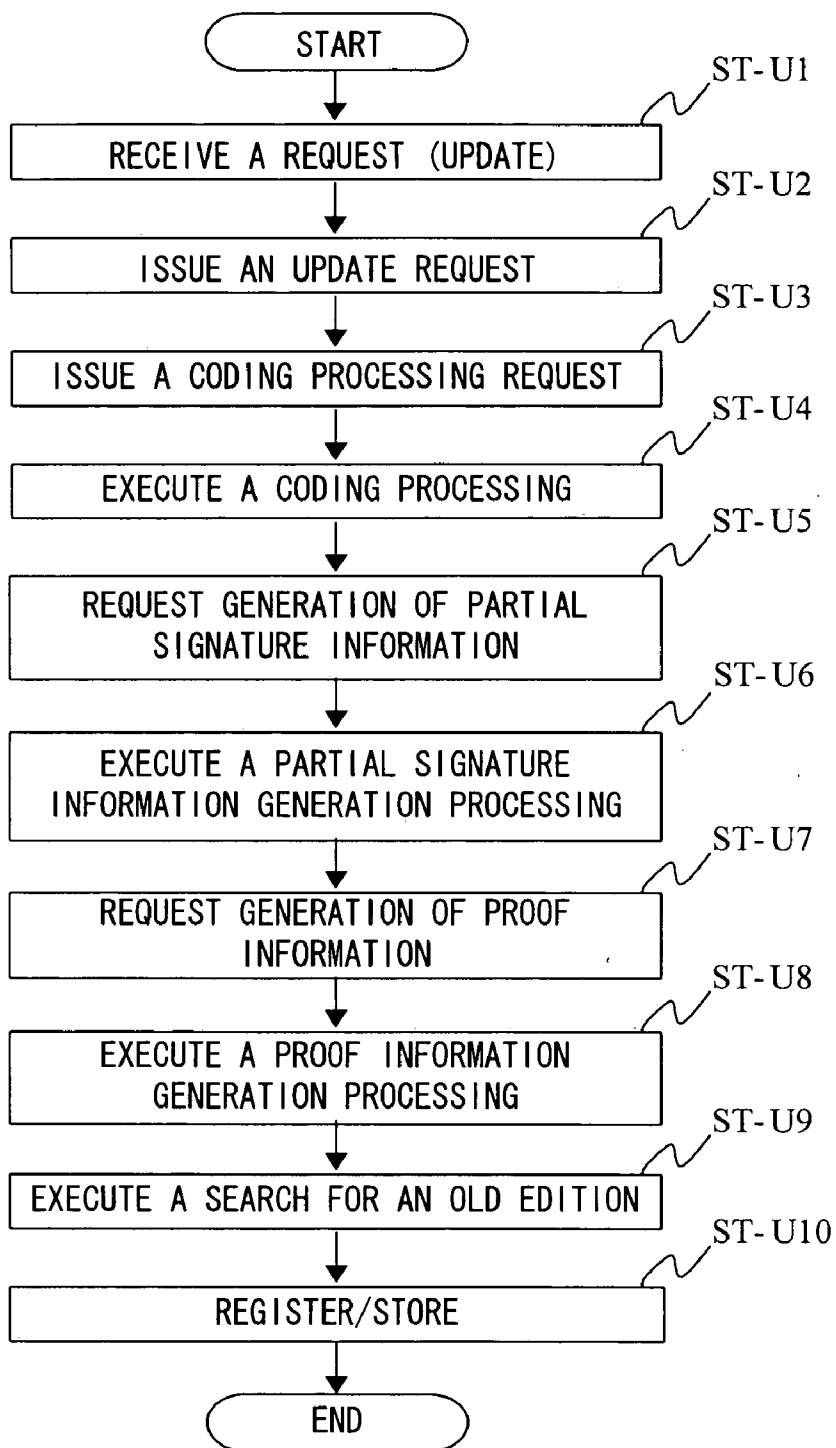 START
ST-U1
RECEIVE A REQUEST (UPDATE)
ST-U2
ISSUE AN UPDATE REQUEST
ST-U3
ISSUE A CODING PROCESSING REQUEST
ST-U4
EXECUTE A CODING PROCESSING
ST-U5
REQUEST GENERATION OF PARTIAL
SIGNATURE INFORMATION
ST-U6
EXECUTE A PARTIAL SIGNATURE
INFORMATION GENERATION PROCESSING
ST-U7
REQUEST GENERATION OF PROOF
INFORMATION
ST-U8
EXECUTE A PROOF INFORMATION
GENERATION PROCESSING
ST-U9
EXECUTE A SEARCH FOR AN OLD EDITION
ST-U10
REGISTER/STORE
END